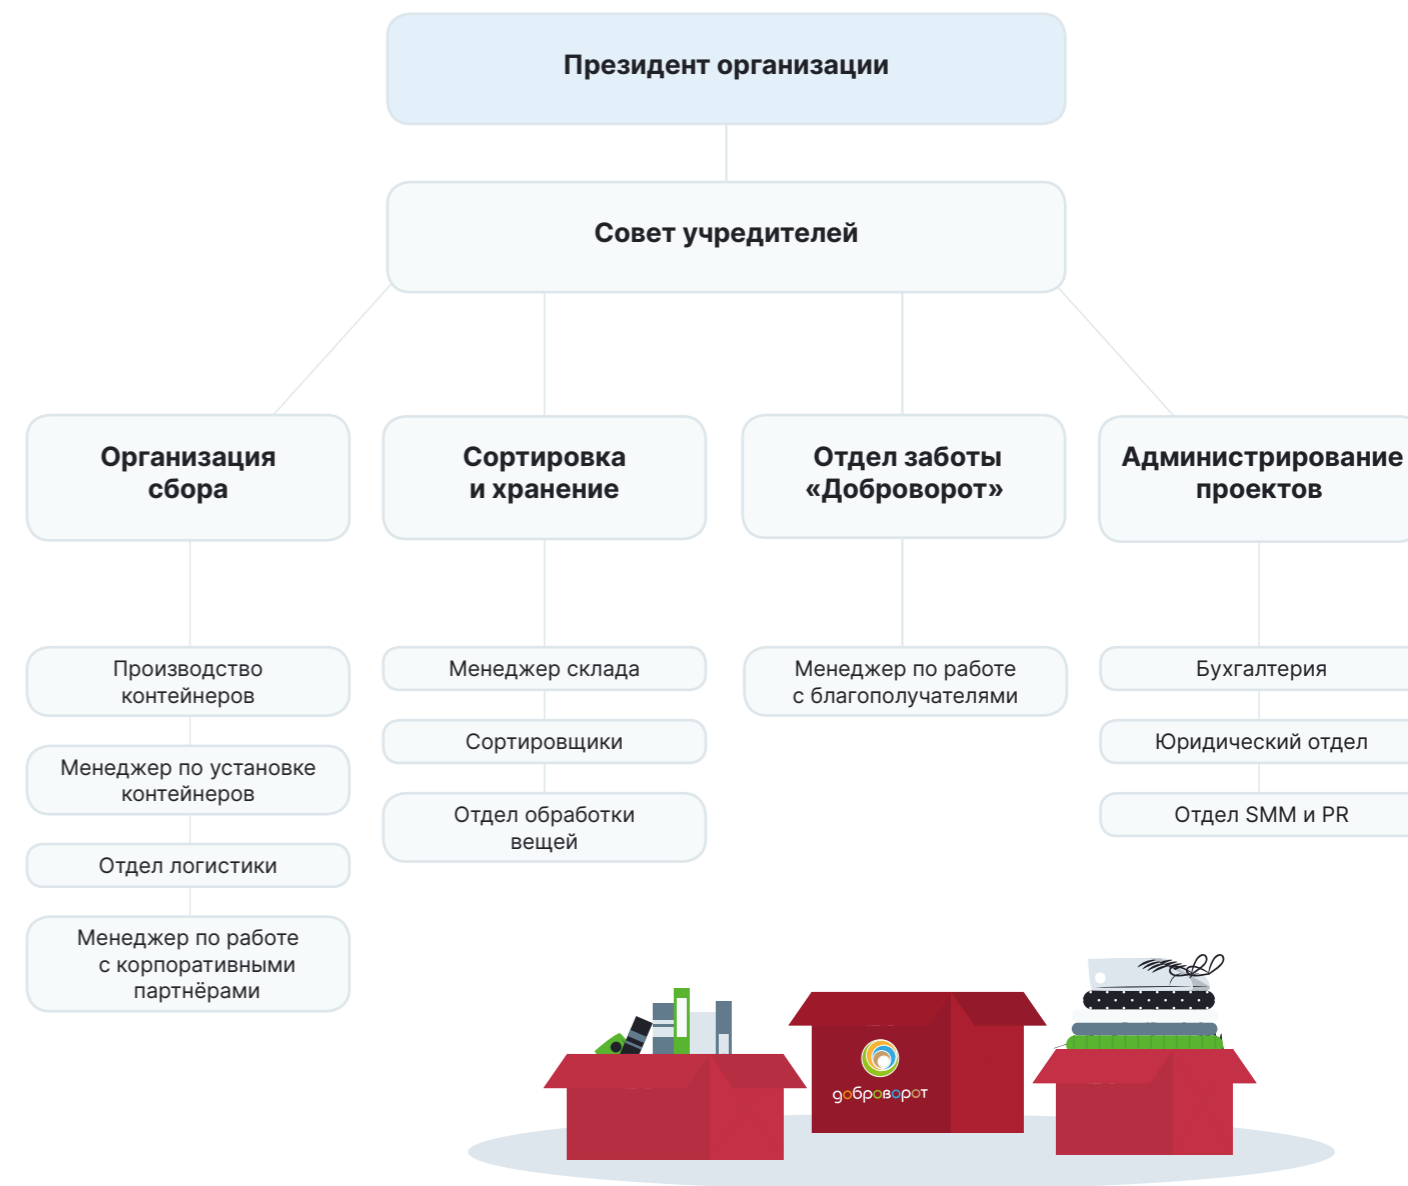 Президент организации
Совет учредителей
Организация
сбора
Производство
контейнеров
Менеджер по установке
контейнеров
Отдел логистики
Менеджер по работе
с корпоративными
партнёрами
Сортировка
и хранение
Менеджер склада
Сортировщики
Отдел обработки
вещей
Отдел заботы
«Доброворот»
Менеджер по работе
с благополучателями
Администрирование
проектов
Бухгалтерия
Юридический отдел
Отдел SMM и PR
доброворот